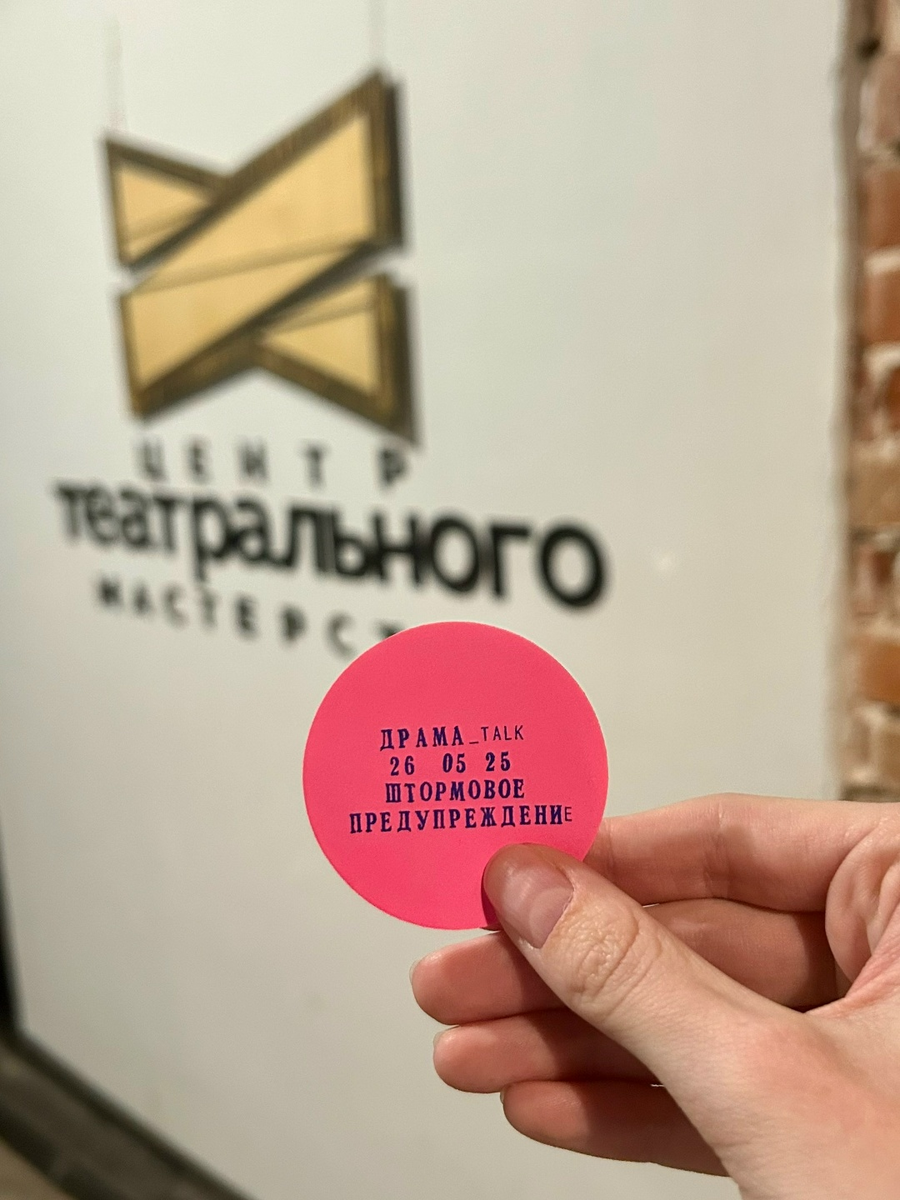 ЦЕНТР
театрального
ДРАМА_TALK
26 05 25
ШТОРМОВОЕ
ПРЕДУПРЕЖДЕНИЕ